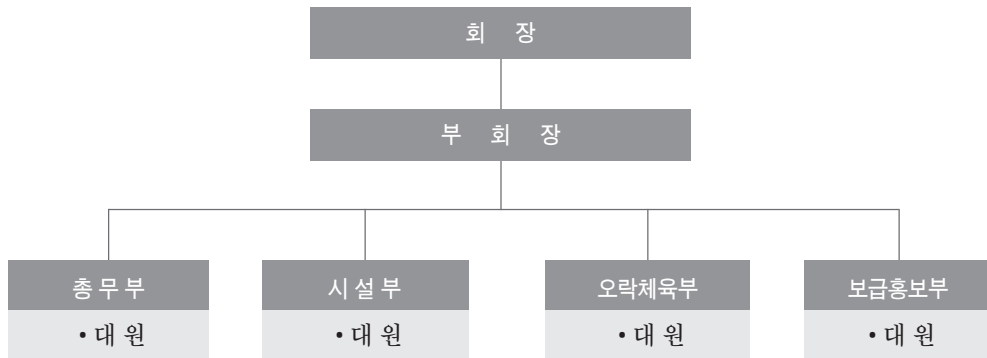 회 장
부 회 장
총 무 부
시 설 부
오락체육부
보급홍보부
• 대 원
• 대 원
• 대 원
• 대 원